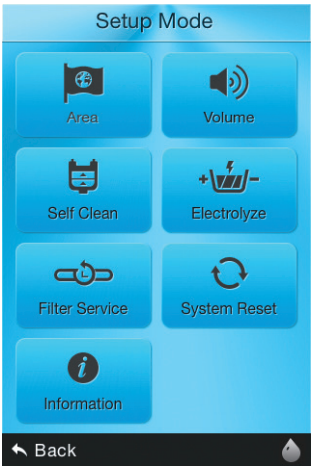 Setup Mode
Area
Volume
Self Clean
Electrolyze
Filter Service
System Reset
Information
Back